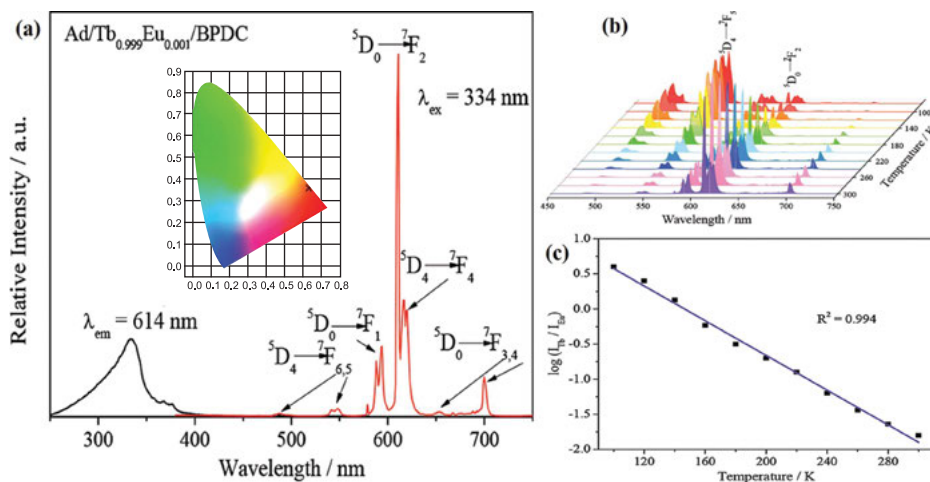 (a)
Ad/Tb0.999Eu0.001/BPDC
5D0 → 7F2
λex = 334 nm
5D4 → 7F4
λem = 614 nm
5D0 → 7F1
5D4 → 7F6,5
5D0 → 7F3,4
0.9
0.8
0.7
0.6
0.5
0.4
0.3
0.2
0.1
0.0
0.0 0.1 0.2 0.3 0.4 0.5 0.6 0.7 0.8
Relative Intensity / a.u.
300 400 500 600 700
Wavelength / nm
(b)
5D4 → 7F5
5D0 → 7F2
100
140
180
220
260
300
Temperature / K
450 500 550 600 650 700 750
Wavelength / nm
(c)
1.0
0.5
0.0
-0.5
-1.0
-1.5
-2.0
log (ITb / IEu)
R2 = 0.994
120 160 200 240 280
Temperature / K